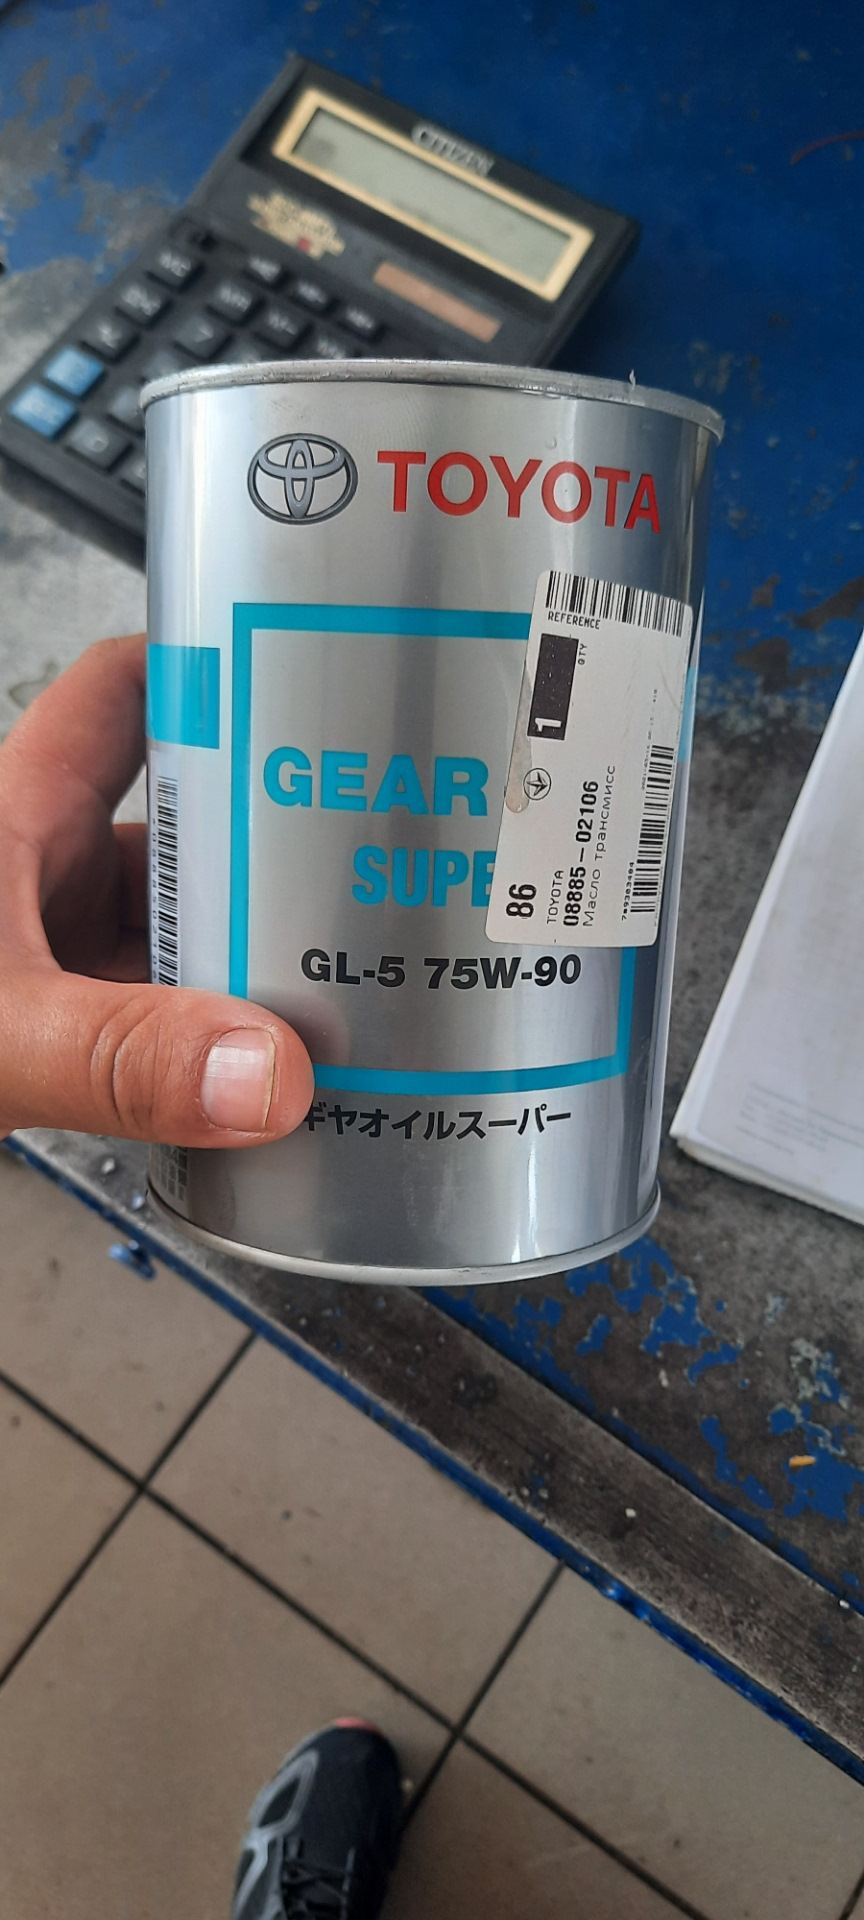 CITIZEN
TOYOTA
REFERENCE
QTY
1
GEAR
SUPE
86
TOYOTA
08885-02106
Масло трансмисс
789303404
GL-5 75W-90
ギヤオイルスーパー